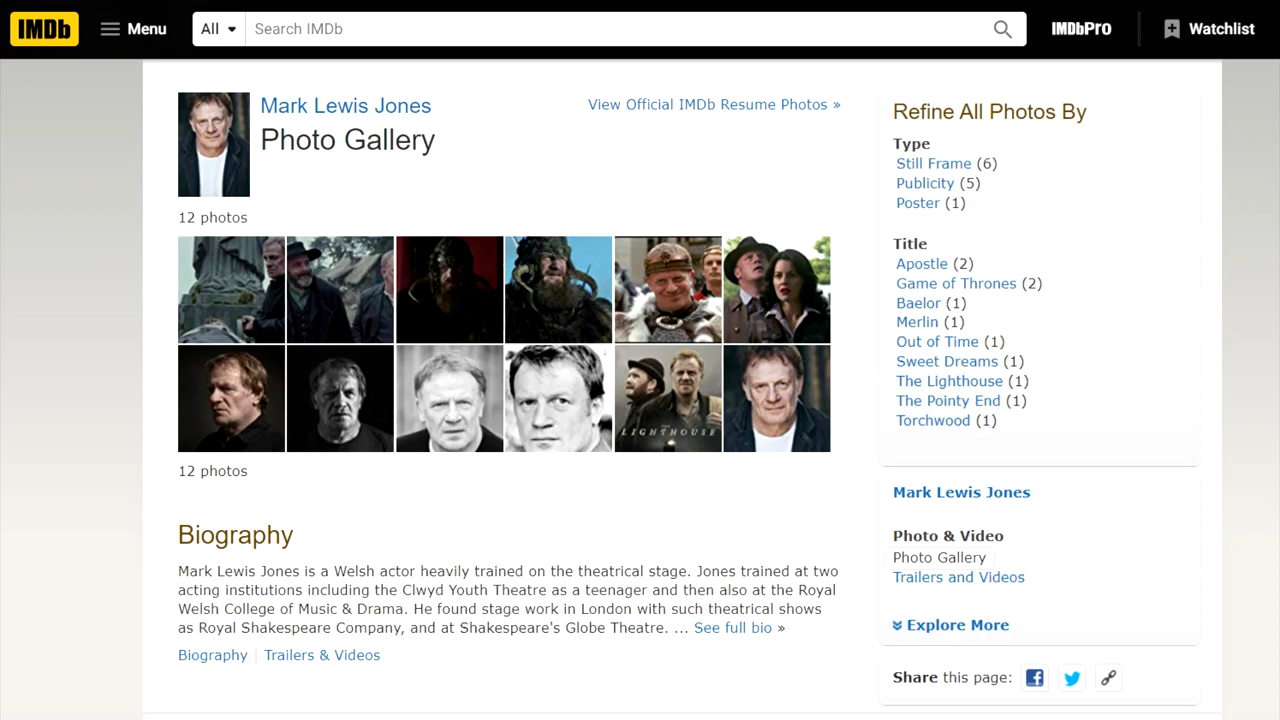 IMDb
Menu
All
Search IMDb
IMDbPro
Watchlist
Mark Lewis Jones
Photo Gallery
View Official IMDb Resume Photos »
12 photos
THE
LIGHTHOUSE
12 photos
Biography
Mark Lewis Jones is a Welsh actor heavily trained on the theatrical stage. Jones trained at two
acting institutions including the Clwyd Youth Theatre as a teenager and then also at the Royal
Welsh College of Music & Drama. He found stage work in London with such theatrical shows
as Royal Shakespeare Company, and at Shakespeare's Globe Theatre. ... See full bio »
Biography | Trailers & Videos
Refine All Photos By
Type
Still Frame (6)
Publicity (5)
Poster (1)
Title
Apostle (2)
Game of Thrones (2)
Baelor (1)
Merlin (1)
Out of Time (1)
Sweet Dreams (1)
The Lighthouse (1)
The Pointy End (1)
Torchwood (1)
Mark Lewis Jones
Photo & Video
Photo Gallery
Trailers and Videos
Explore More
Share this page: